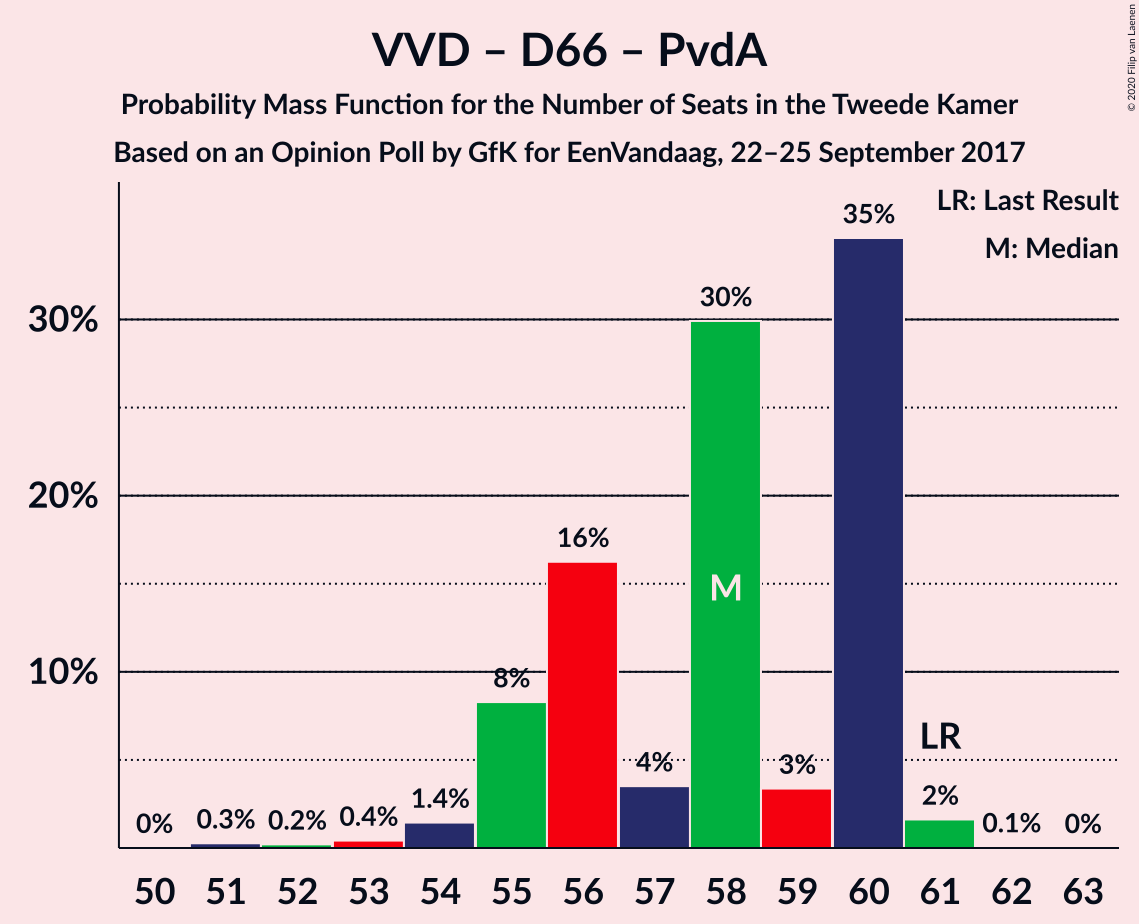 VVD – D66 – PvdA
Probability Mass Function for the Number of Seats in the Tweede Kamer
Based on an Opinion Poll by GfK for EenVandaag, 22–25 September 2017
© 2020 Filip van Laenen
LR: Last Result
M: Median
35%
30%
30%
20%
16%
M
10%
8%
LR
4%
3%
2%
1.4%
0.4%
0.3%
0.2%
0.1%
0%
0%
50 51 52 53 54 55 56 57 58 59 60 61 62 63